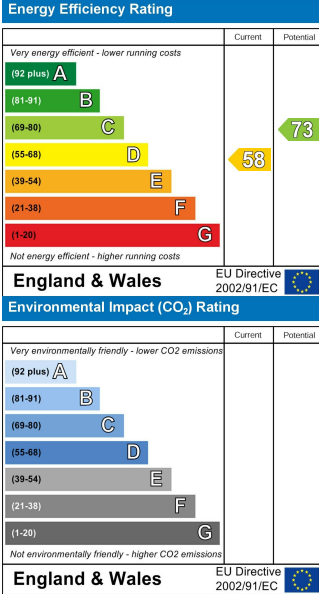 Energy Efficiency Rating
Current Potential
Very energy efficient - lower running costs
(92 plus) A
(81-91) B
(69-80) C
73
(55-68) D
58
(39-54) E
(21-38) F
(1-20) G
Not energy efficient - higher running costs
England & Wales
EU Directive
2002/91/EC
Environmental Impact (CO₂) Rating
Current Potential
Very environmentally friendly - lower CO2 emissions
(92 plus) A
(81-91) B
(69-80) C
(55-68) D
(39-54) E
(21-38) F
(1-20) G
Not environmentally friendly - higher CO2 emissions
England & Wales
EU Directive
2002/91/EC